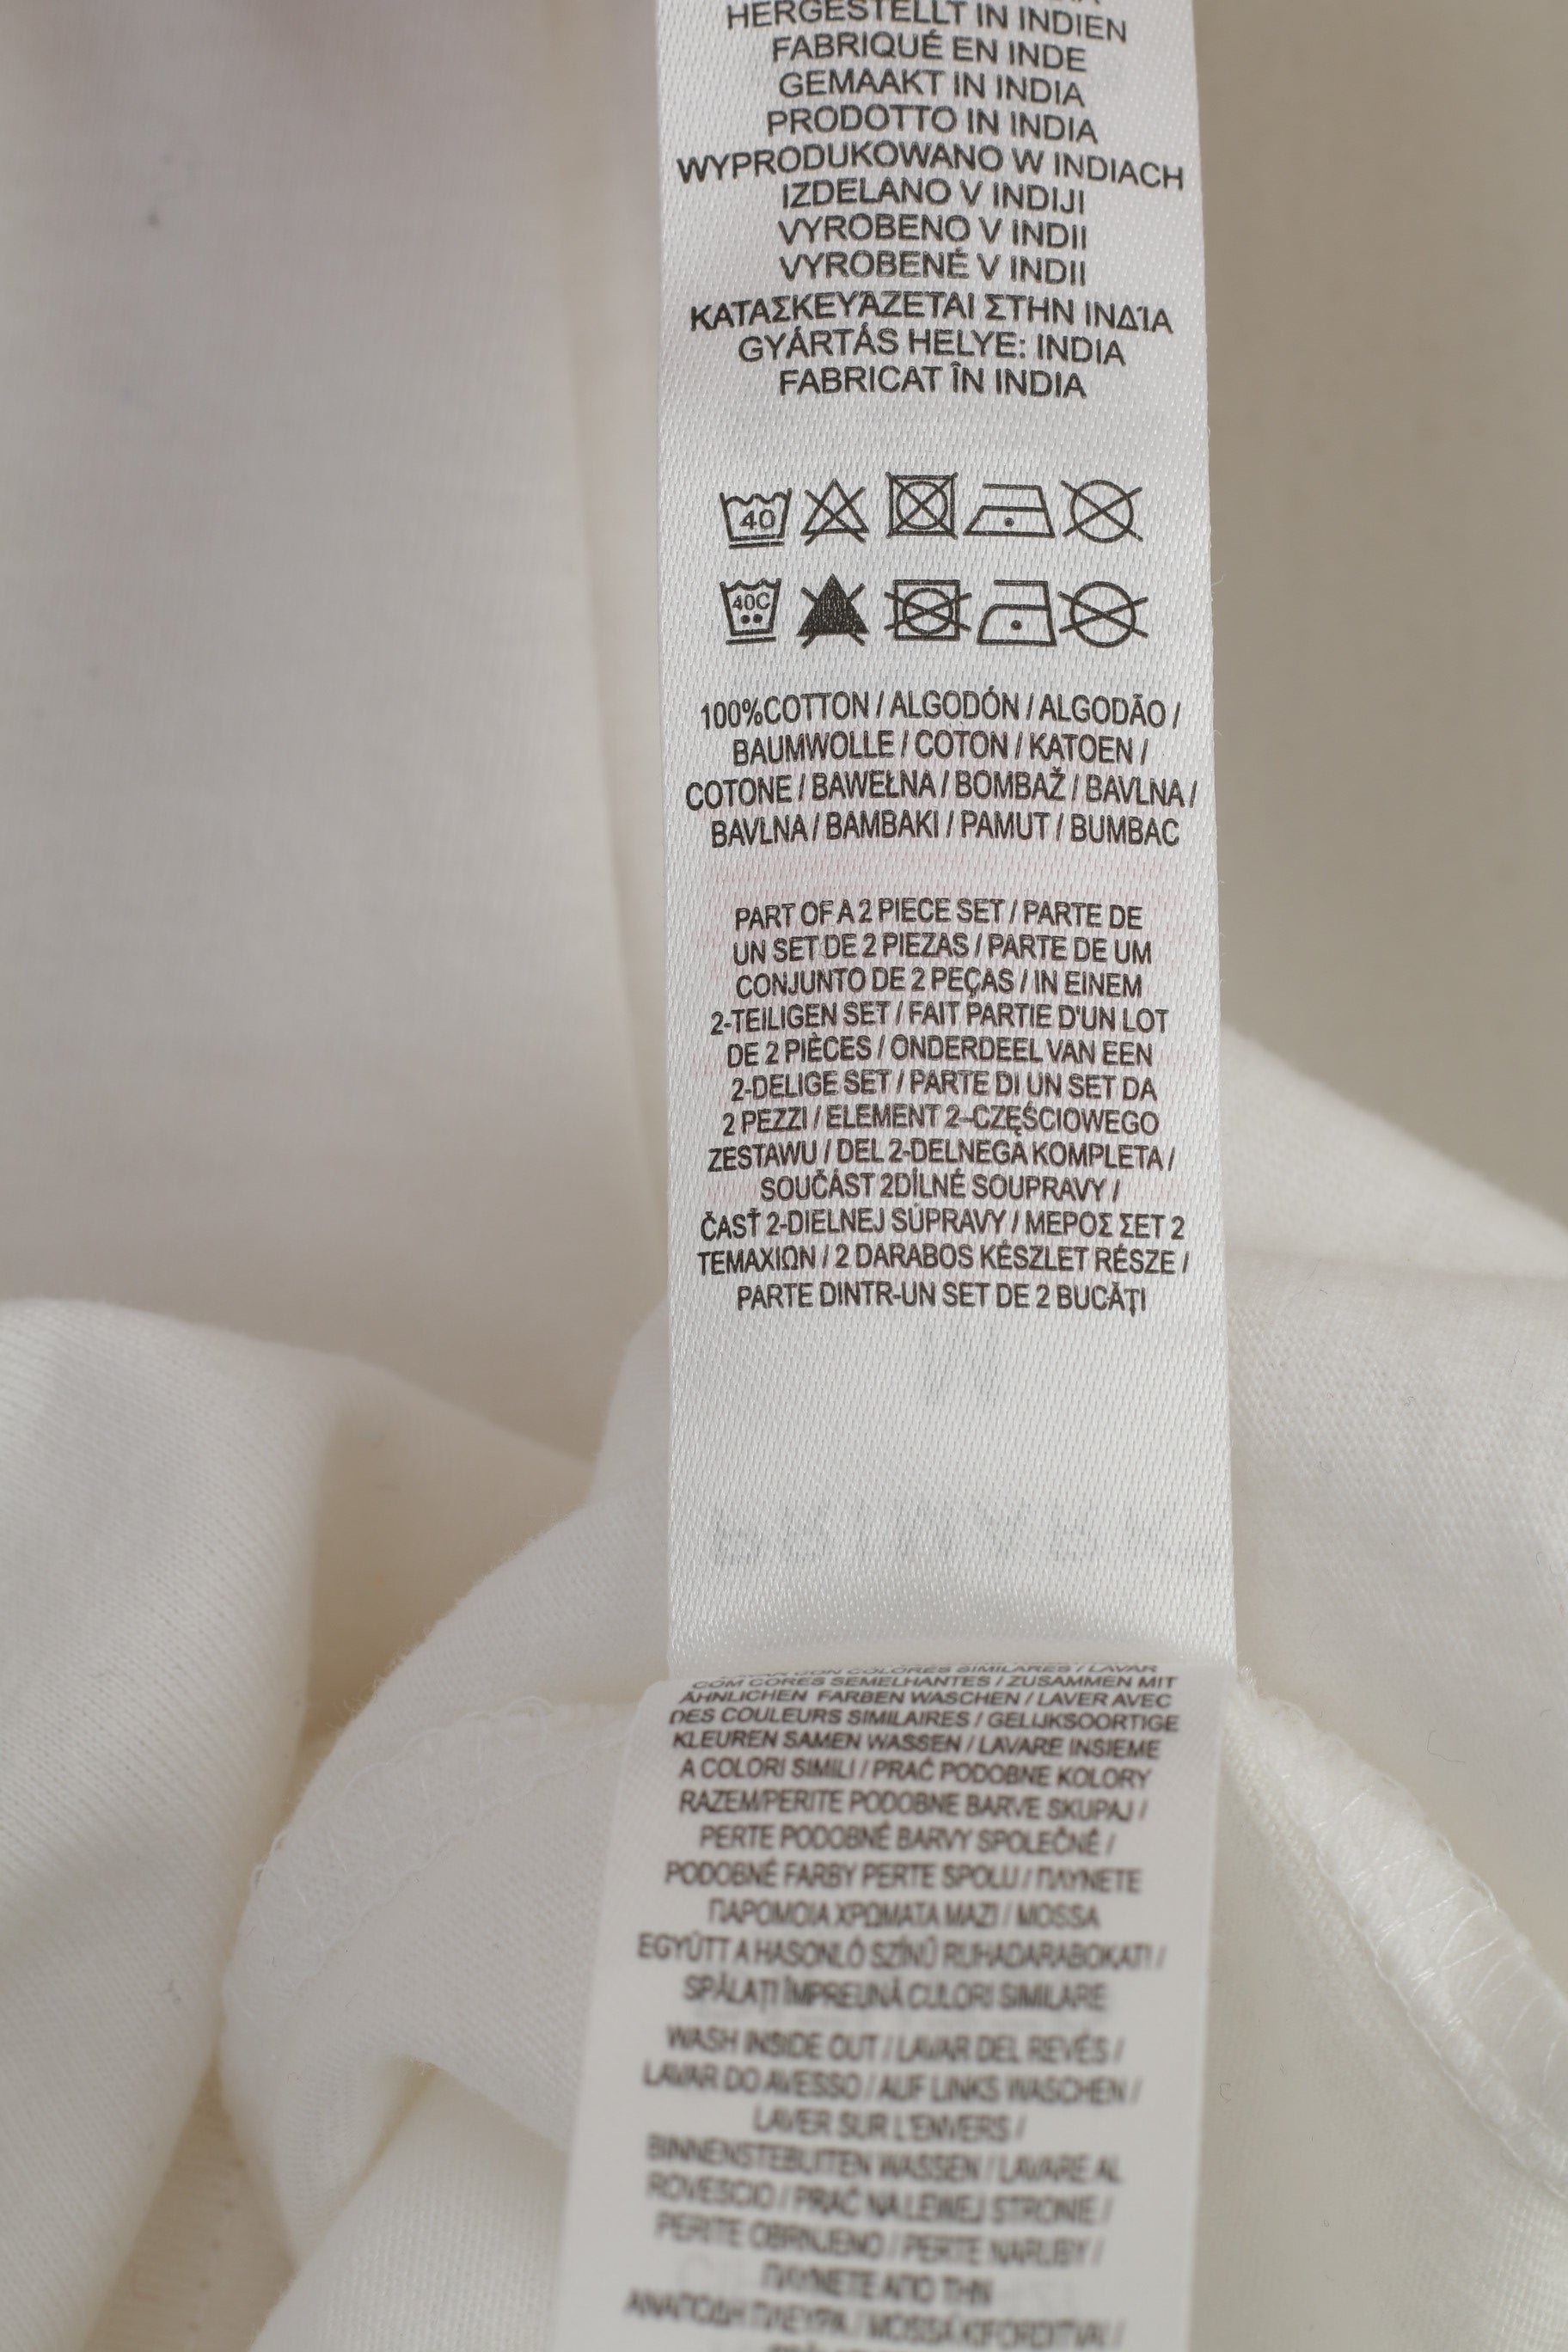 HERGESTELLT IN INDIEN
FABRIQUÉ EN INDE
GEMAAKT IN INDIA
PRODOTTO IN INDIA
WYPRODUKOWANO W INDIACH
IZDELANO V INDIJI
VYROBENO V INDII
VYROBENÉ V INDII
ΚΑΤΑΣΚΕΥΆΖΕΤΑΙ ΣΤΗΝ ΙΝΔΊΑ
GYÁRTÁS HELYE: INDIA
FABRICAT ÎN INDIA
40
40C
100%COTTON / ALGODÓN / ALGODÃO /
BAUMWOLLE / COTON / KATOEN /
COTONE / BAWEŁNA / BOMBAŽ / BAVLNA /
BAVLNA / BAMBAKI / PAMUT / BUMBAC
PART OF A 2 PIECE SET / PARTE DE
UN SET DE 2 PIEZAS / PARTE DE UM
CONJUNTO DE 2 PEÇAS / IN EINEM
2-TEILIGEN SET / FAIT PARTIE D'UN LOT
DE 2 PIÈCES / ONDERDEEL VAN EEN
2-DELIGE SET / PARTE DI UN SET DA
2 PEZZI / ELEMENT 2-CZĘŚCIOWEGO
ZESTAWU / DEL 2-DELNEGA KOMPLETA /
SOUČÁST 2DÍLNÉ SOUPRAVY /
ČASŤ 2-DIELNEJ SÚPRAVY / ΜΕΡΟΣ ΣΕΤ 2
ΤΕΜΑΧΙΩΝ / 2 DARABOS KÉSZLET RÉSZE /
PARTE DINTR-UN SET DE 2 BUCĂŢI
COLORES SIMILARES / LAVAR
COM CORES SEMELHANTES / ZUSAMMEN MIT
ÄHNLICHEN FARBEN WASCHEN / LAVER AVEC
DES COULEURS SIMILAIRES / GELIJKSOORTIGE
KLEUREN SAMEN WASSEN / LAVARE INSIEME
A COLORI SIMILI / PRAĆ PODOBNE KOLORY
RAZEM/PERITE PODOBNE BARVE SKUPAJ /
PERTE PODOBNÉ BARVY SPOLEČNĚ /
PODOBNÉ FARBY PERTE SPOLU / ΠΛΥΝΕΤΕ
ΠΑΡΟΜΟΙΑ ΧΡΩΜΑΤΑ ΜΑΖΙ / MOSSA
EGYÜTT A HASONLÓ SZÍNŰ RUHADARABOKAT! /
SPĂLAŢI ÎMPREUNĂ CULORI SIMILARE
WASH INSIDE OUT / LAVAR DEL REVÉS /
LAVAR DO AVESSO / AUF LINKS WASCHEN /
LAVER SUR L'ENVERS /
BINNENSTEBUITEN WASSEN / LAVARE AL
ROVESCIO / PRAĆ NA LEWEJ STRONIE /
PERITE OBRNJENO / PERTE NARUBY /
ΠΛΥΝΕΤΕ ΑΠΟ ΤΗΝ
ΑΝΑΠΟΔΗ ΠΛΕΥΡΑ / MOSSA KIFORDITVA! /